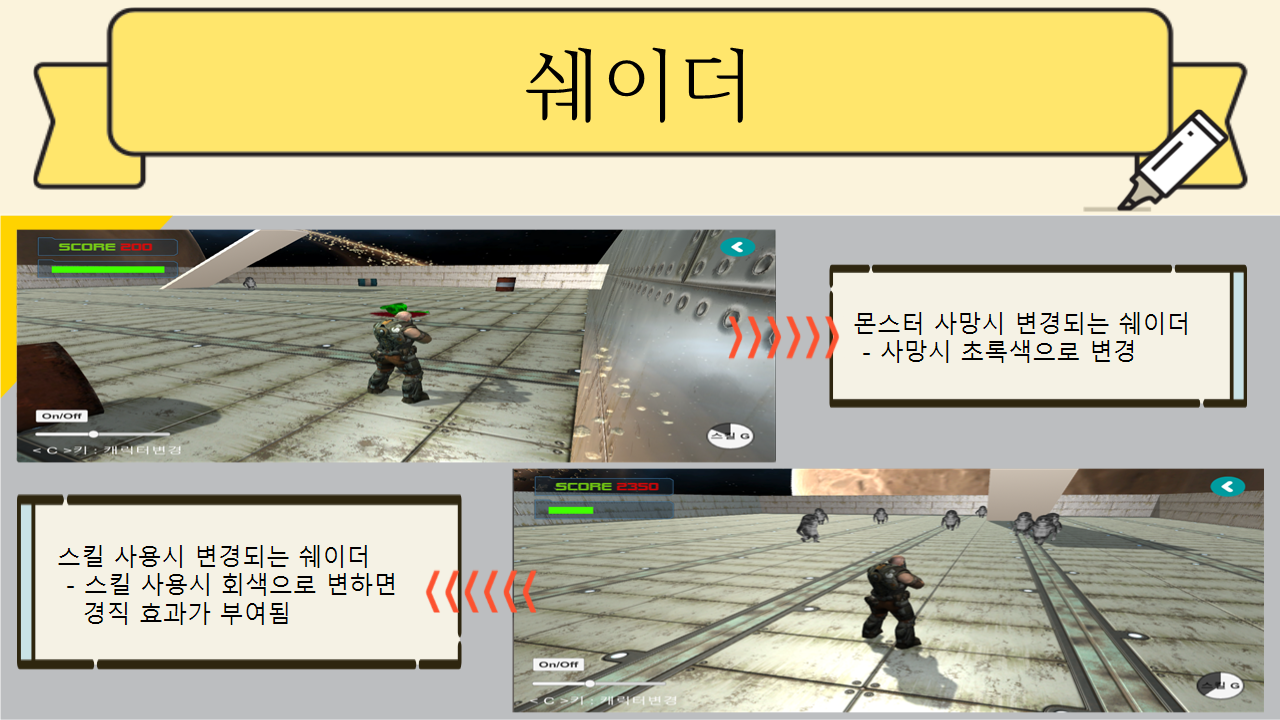 쉐이더
SCORE 200
On/Off
< C >키 : 캐릭터변경
스킬 G
몬스터 사망시 변경되는 쉐이더
- 사망시 초록색으로 변경
스킬 사용시 변경되는 쉐이더
- 스킬 사용시 회색으로 변하면
경직 효과가 부여됨
SCORE 2350
On/Off
< C >키 : 캐릭터변경
스킬 G